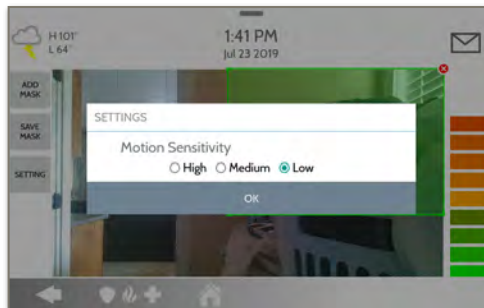 H 101°
L 64°
1:41 PM
Jul 23 2019
ADD
MASK
SAVE
MASK
SETTING
SETTINGS
Motion Sensitivity
High Medium Low
OK